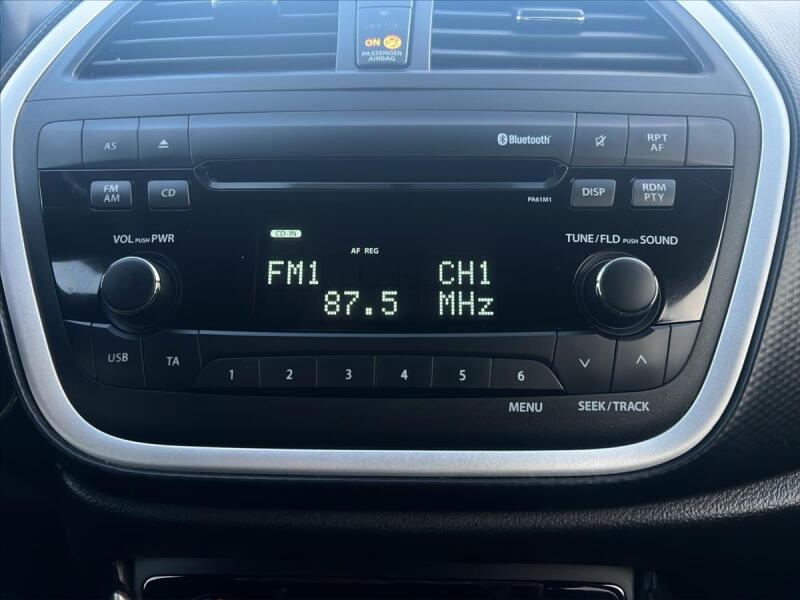 ON
PASSENGER
AIRBAG
Bluetooth
AS
RPT
AF
FM
AM
CD
PA61M1
DISP
RDM
PTY
VOL PUSH PWR
CD-IN
TUNE/FLD PUSH SOUND
AF REG
FM1 CH1
87.5 MHz
USB
TA
1 2 3 4 5 6
MENU
SEEK/TRACK